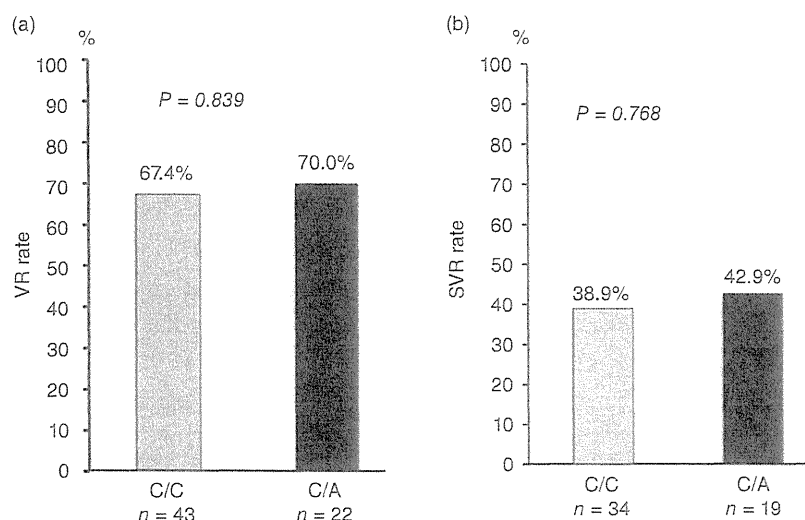 (a)
%
100
90
80
70
60
50
40
30
20
10
0
VR rate
P = 0.839
67.4%
70.0%
C/C
n = 43
C/A
n = 22
(b)
%
100
90
80
70
60
50
40
30
20
10
0
SVR rate
P = 0.768
38.9%
42.9%
C/C
n = 34
C/A
n = 19